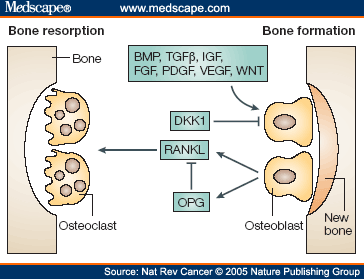 Medscape®
www.medscape.com
Bone resorption
Bone formation
Bone
BMP, TGFβ, IGF,
FGF, PDGF, VEGF, WNT
DKK1
RANKL
OPG
Osteoclast
Osteoblast
New
bone
Source: Nat Rev Cancer © 2005 Nature Publishing Group